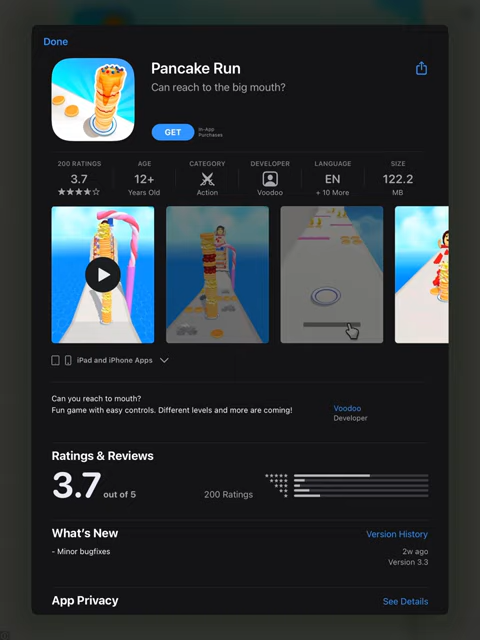 Done
Pancake Run
Can reach to the big mouth?
GET
In-App
Purchases
200 RATINGS
AGE
CATEGORY
DEVELOPER
LANGUAGE
SIZE
3.7
12+
EN
122.2
Years Old
Action
Voodoo
+ 10 More
MB
iPad and iPhone Apps
Can you reach to mouth?
Fun game with easy controls. Different levels and more are coming!
Voodoo
Developer
Ratings & Reviews
3.7 out of 5
200 Ratings
What's New
Version History
- Minor bugfixes
2w ago
Version 3.3
App Privacy
See Details